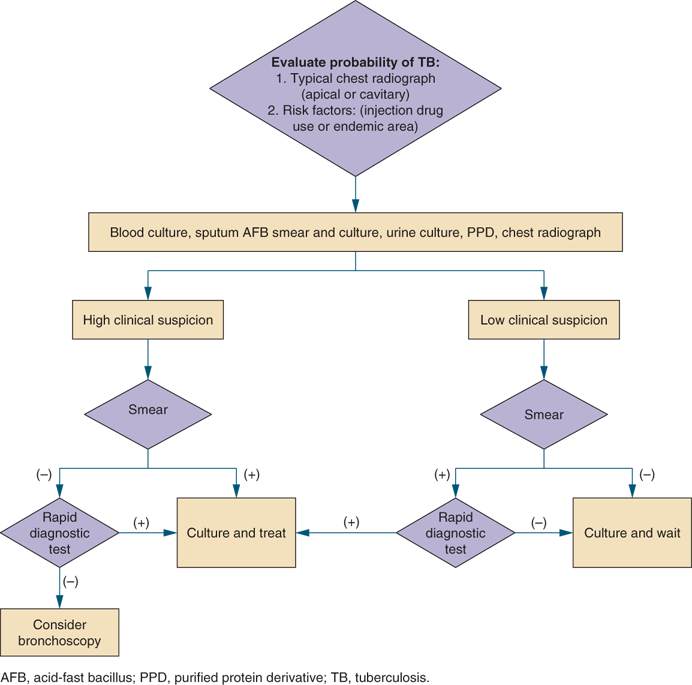 Evaluate probability of TB:
1. Typical chest radiograph
(apical or cavitary)
2. Risk factors: (injection drug
use or endemic area)
Blood culture, sputum AFB smear and culture, urine culture, PPD, chest radiograph
High clinical suspicion
Low clinical suspicion
Smear
Smear
(–)
(+)
(+)
(–)
Rapid
diagnostic
test
(+)
Culture and treat
(+)
Rapid
diagnostic
test
(–)
Culture and wait
(–)
Consider
bronchoscopy
AFB, acid-fast bacillus; PPD, purified protein derivative; TB, tuberculosis.